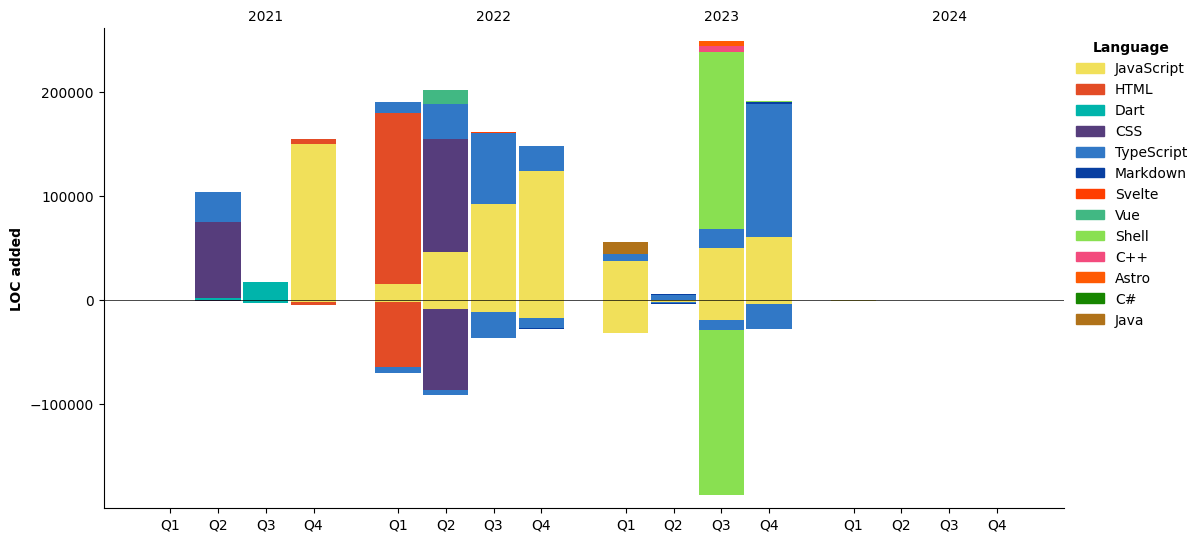 2021 2022 2023 2024
Language
JavaScript
HTML
Dart
CSS
TypeScript
Markdown
Svelte
Vue
Shell
C++
Astro
C#
Java
LOC added
200000
100000
0
−100000
Q1 Q2 Q3 Q4 Q1 Q2 Q3 Q4 Q1 Q2 Q3 Q4 Q1 Q2 Q3 Q4